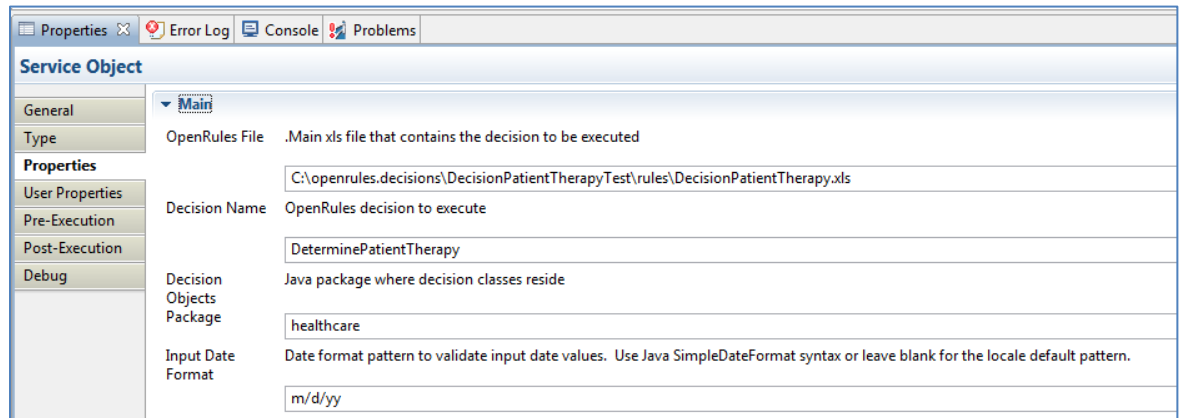 Properties Error Log Console Problems
Service Object
General
Type
Properties
User Properties
Pre-Execution
Post-Execution
Debug
Main
OpenRules File .Main xls file that contains the decision to be executed
C:\openrules.decisions\DecisionPatientTherapyTest\rules\DecisionPatientTherapy.xls
Decision Name OpenRules decision to execute
DeterminePatientTherapy
Decision Java package where decision classes reside
Objects
Package
healthcare
Input Date Date format pattern to validate input date values. Use Java SimpleDateFormat syntax or leave blank for the locale default pattern.
Format
m/d/yy